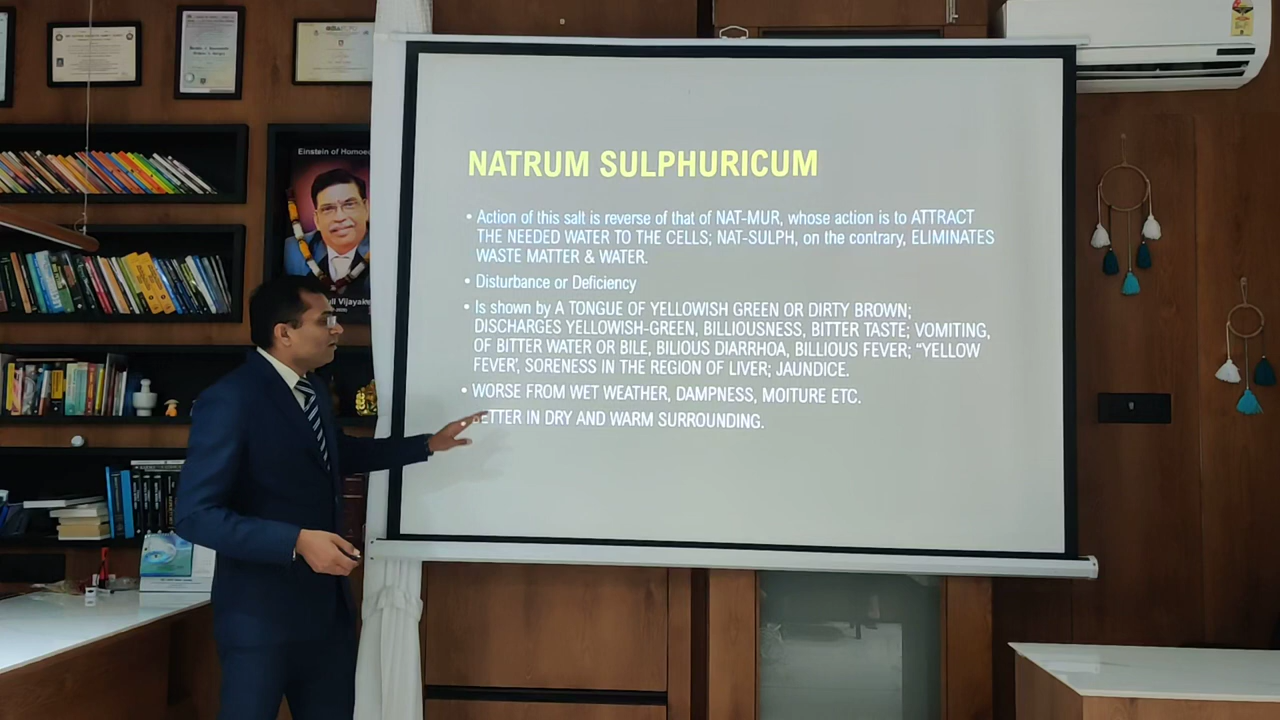 Einstein of Homoeo
NATRUM SULPHURICUM
• Action of this salt is reverse of that of NAT-MUR, whose action is to ATTRACT
THE NEEDED WATER TO THE CELLS; NAT-SULPH, on the contrary, ELIMINATES
WASTE MATTER & WATER.
• Disturbance or Deficiency
• Is shown by A TONGUE OF YELLOWISH GREEN OR DIRTY BROWN;
DISCHARGES YELLOWISH-GREEN, BILLIOUSNESS, BITTER TASTE; VOMITING,
OF BITTER WATER OR BILE, BILIOUS DIARRHOA, BILLIOUS FEVER; “YELLOW
FEVER’, SORENESS IN THE REGION OF LIVER; JAUNDICE.
• WORSE FROM WET WEATHER, DAMPNESS, MOITURE ETC.
BETTER IN DRY AND WARM SURROUNDING.